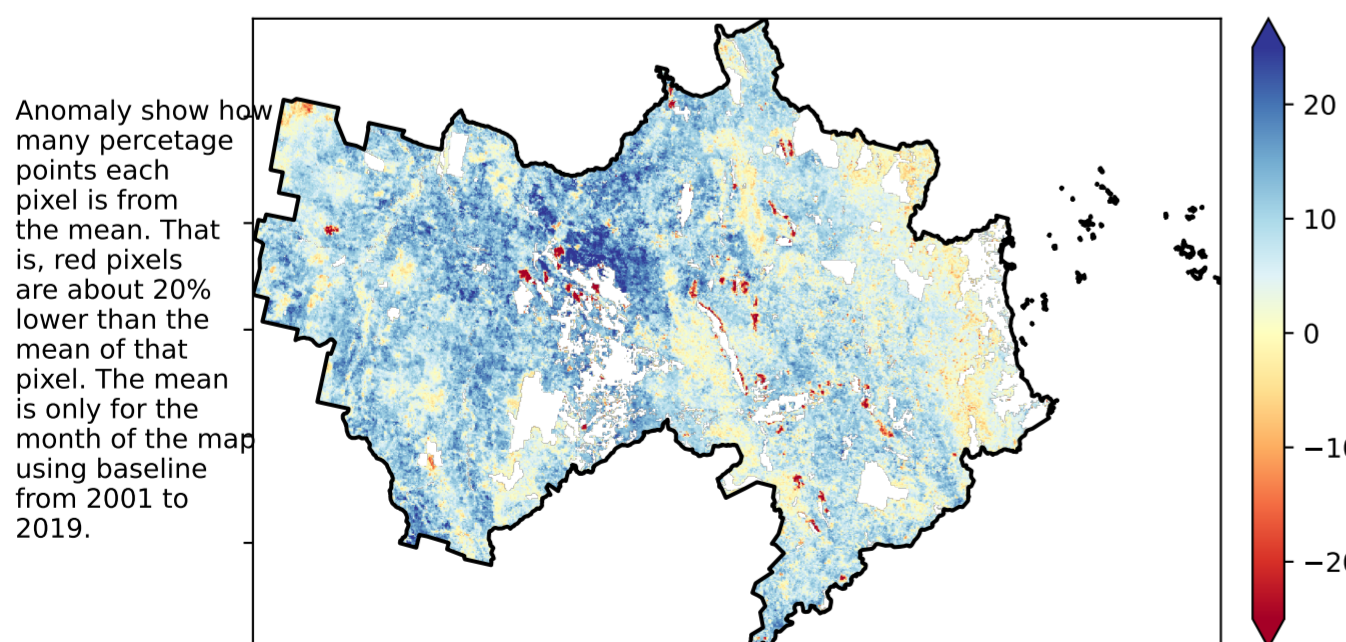 Anomaly show how
many percetage
points each
pixel is from
the mean. That
is, red pixels
are about 20%
lower than the
mean of that
pixel. The mean
is only for the
month of the map
using baseline
from 2001 to
2019.
20
10
0
−10
−20